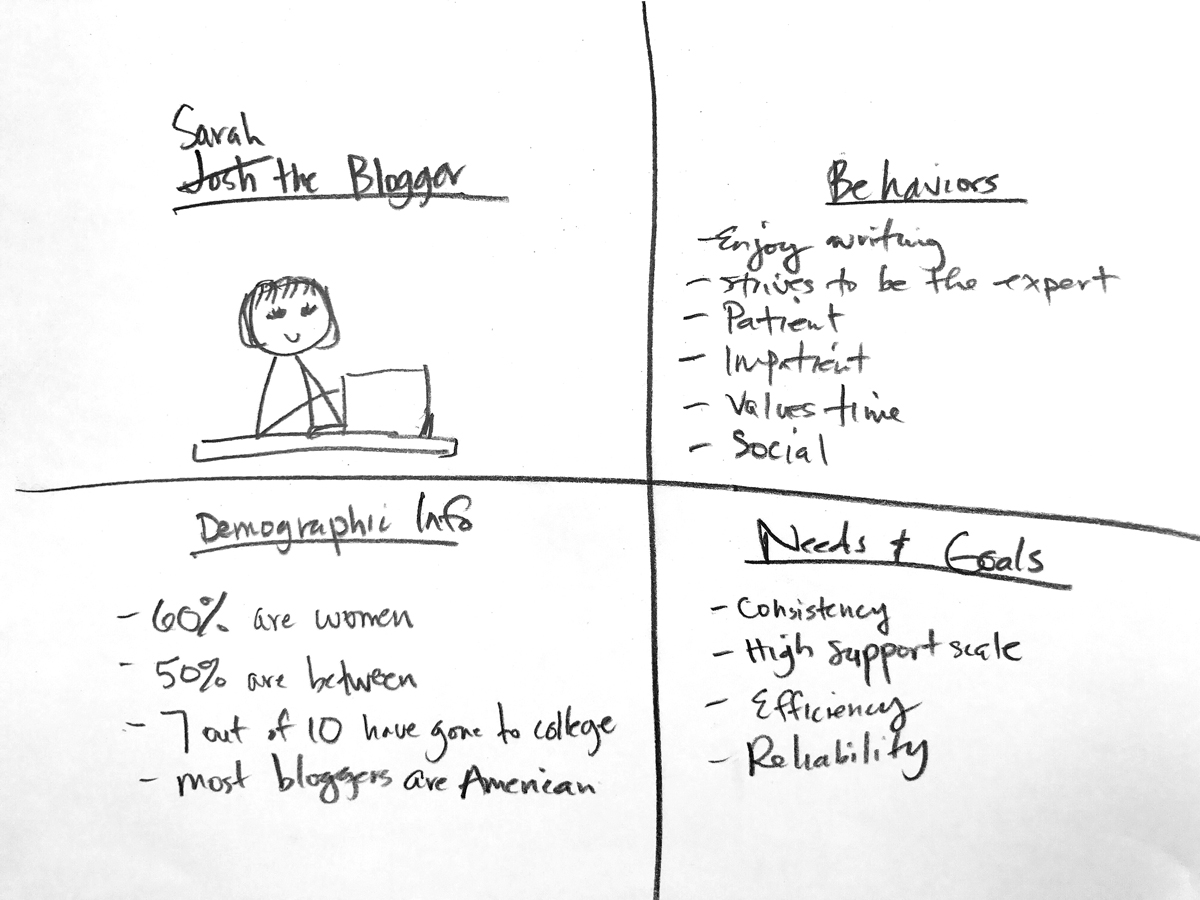 Sarah
Josh the Blogger
Behaviors
- Enjoy writing
- strives to be the expert
- Patient
- Impatient
- Values time
- Social
Demographic Info
- 60% are women
- 50% are between
- 7 out of 10 have gone to college
- most bloggers are American
Needs + Goals
- Consistency
- High support scale
- Efficiency
- Reliability